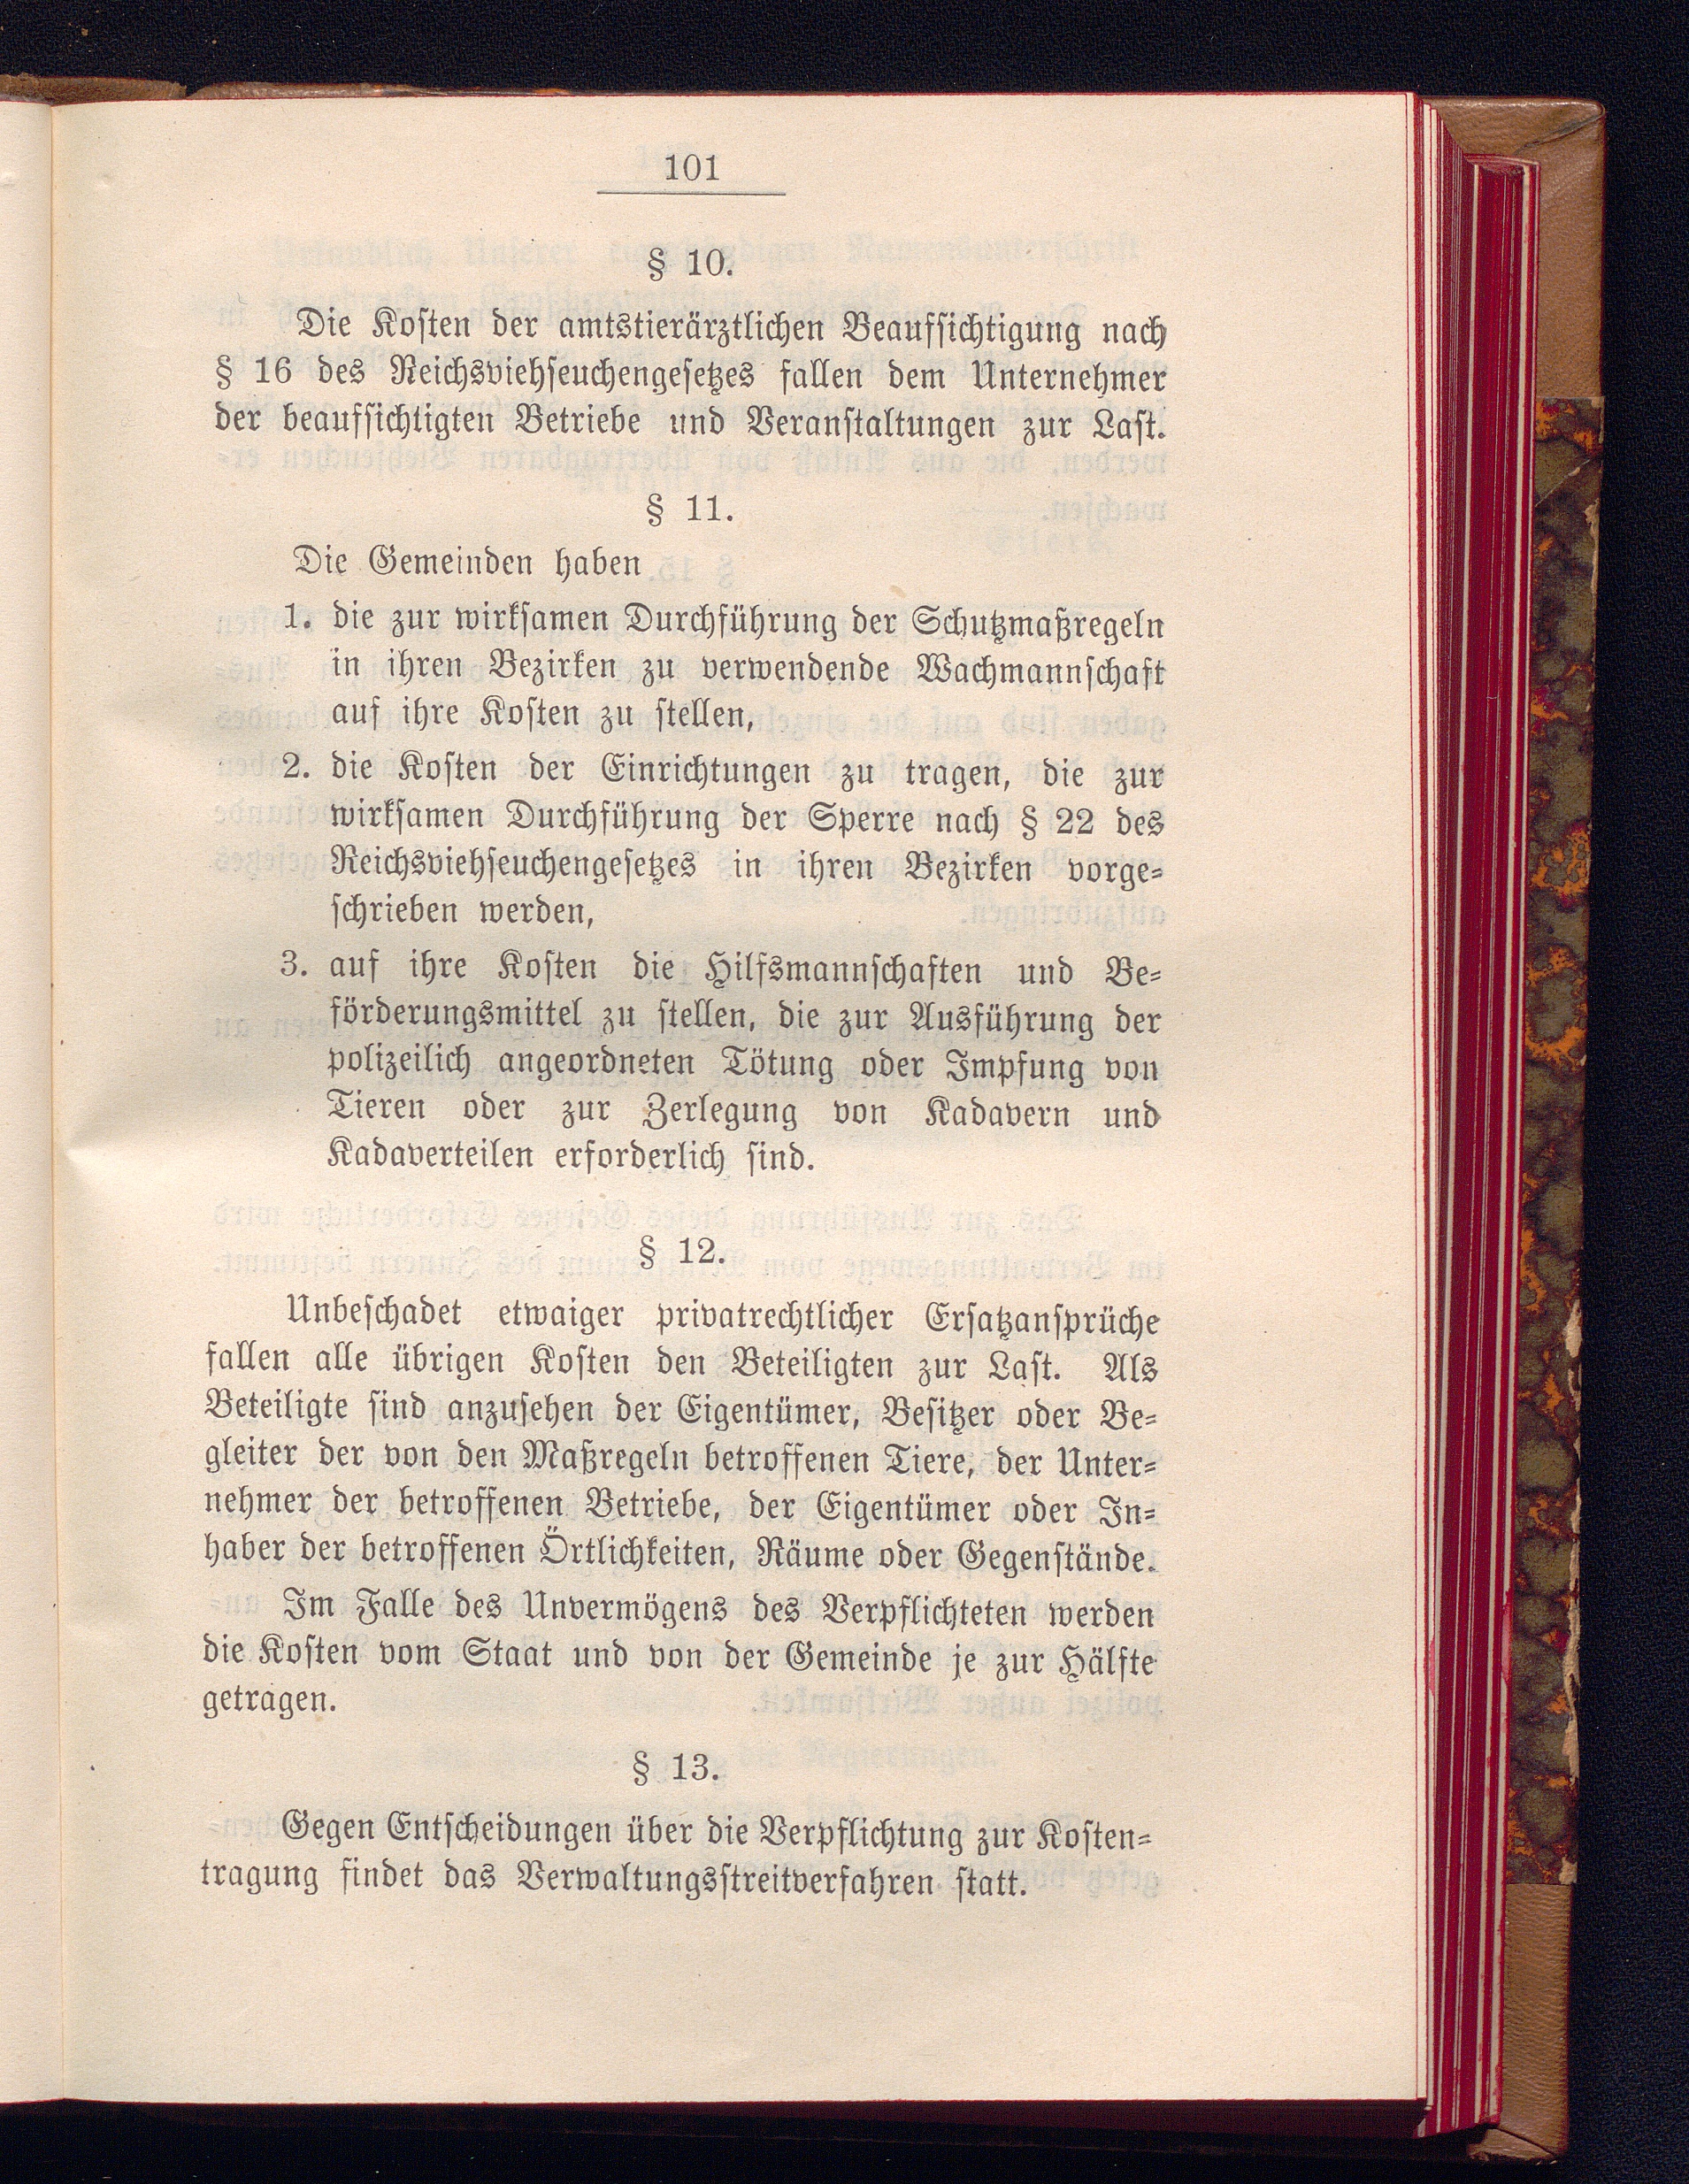 101
§ 10.
Die Kosten der amtstierärztlichen Beaufsichtigung nach
§ 16 des Reichsviehseuchengesetzes fallen dem Unternehmer
der beaufsichtigten Betriebe und Veranstaltungen zur Last.
§ 11.
Die Gemeinden haben
1. die zur wirksamen Durchführung der Schutzmaßregeln
in ihren Bezirken zu verwendende Wachmannschaft
auf ihre Kosten zu stellen,
2. die Kosten der Einrichtungen zu tragen, die zur
wirksamen Durchführung der Sperre nach § 22 des
Reichsviehseuchengesetzes in ihren Bezirken vorge-
schrieben werden,
3. auf ihre Kosten die Hilfsmannschaften und Be-
förderungsmittel zu stellen, die zur Ausführung der
polizeilich angeordneten Tötung oder Impfung von
Tieren oder zur Zerlegung von Kadavern und
Kadaverteilen erforderlich sind.
§ 12.
Unbeschadet etwaiger privatrechtlicher Ersatzansprüche
fallen alle übrigen Kosten den Beteiligten zur Last. Als
Beteiligte sind anzusehen der Eigentümer, Besitzer oder Be-
gleiter der von den Maßregeln betroffenen Tiere, der Unter-
nehmer der betroffenen Betriebe, der Eigentümer oder In-
haber der betroffenen Örtlichkeiten, Räume oder Gegenstände.
Im Falle des Unvermögens des Verpflichteten werden
die Kosten vom Staat und von der Gemeinde je zur Hälfte
getragen.
§ 13.
Gegen Entscheidungen über die Verpflichtung zur Kosten-
tragung findet das Verwaltungsstreitverfahren statt.